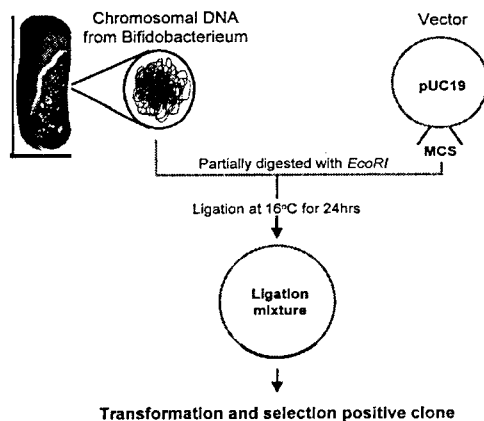 Chromosomal DNA
from Bifidobacterieum
Vector
pUC19
MCS
Partially digested with EcoRI
Ligation at 16°C for 24hrs
Ligation
mixture
Transformation and selection positive clone